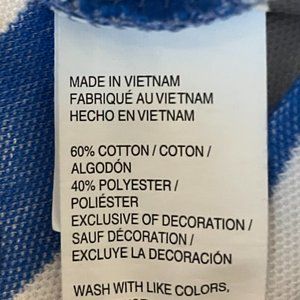 MADE IN VIETNAM
FABRIQUÉ AU VIETNAM
HECHO EN VIETNAM
60% COTTON / COTON /
ALGODÓN
40% POLYESTER /
POLIÉSTER
EXCLUSIVE OF DECORATION /
SAUF DÉCORATION /
EXCLUYE LA DECORACIÓN
WASH WITH LIKE COLORS,